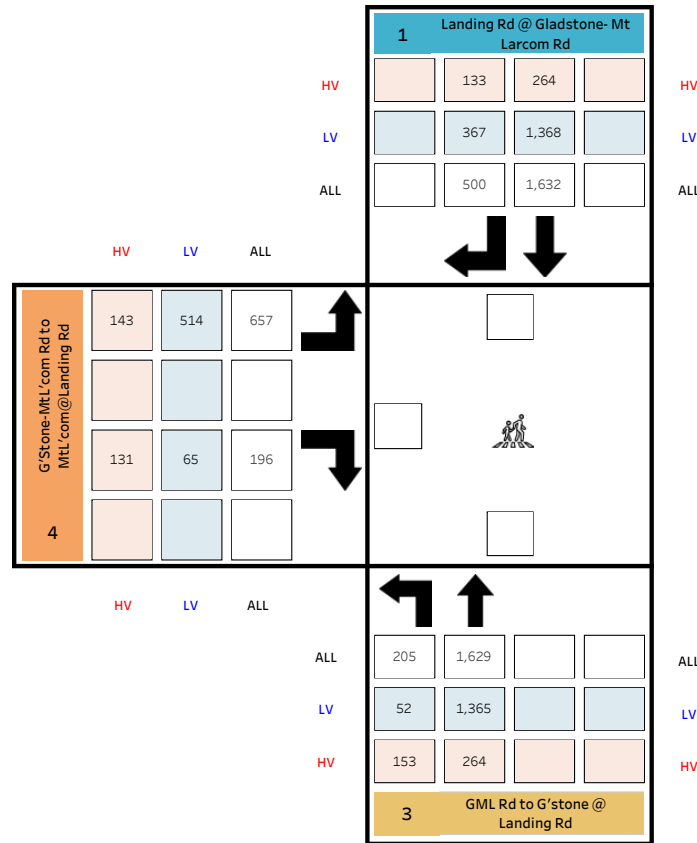 1 Landing Rd @ Gladstone- Mt
Larcom Rd
HV 133 264 HV
LV 367 1,368 LV
ALL 500 1,632 ALL
HV LV ALL
G'Stone-MtL'com Rd to
MtL'com@Landing Rd
4
143 514 657
131 65 196
HV LV ALL
ALL 205 1,629 ALL
LV 52 1,365 LV
HV 153 264 HV
3 GML Rd to G'stone @
Landing Rd